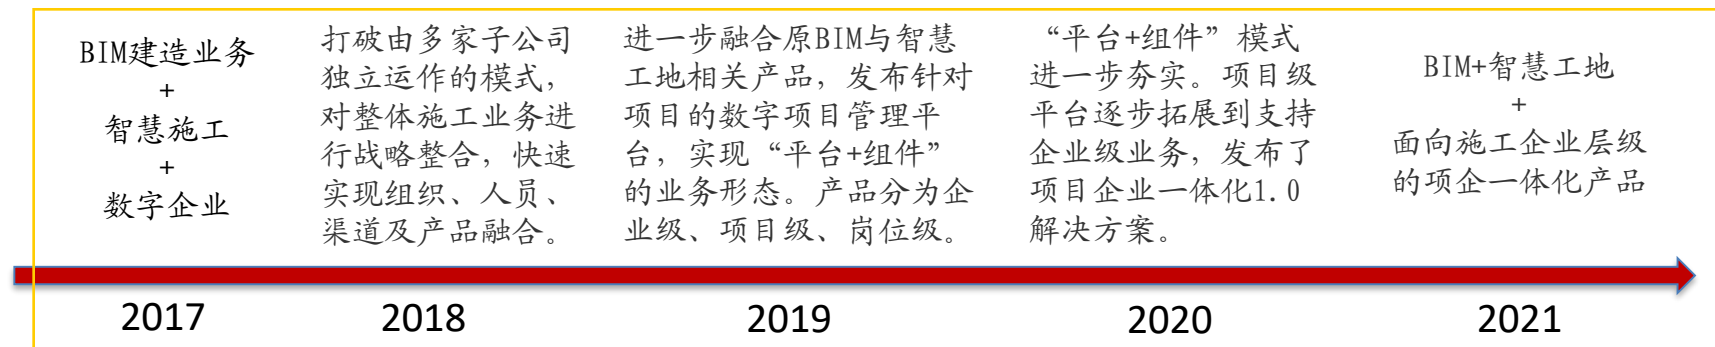 BIM建造业务
+
智慧施工
+
数字企业
打破由多家子公司
独立运作的模式，
对整体施工业务进
行战略整合，快速
实现组织、人员、
渠道及产品融合。
进一步融合原BIM与智慧
工地相关产品，发布针对
项目的数字项目管理平
台，实现“平台+组件”
的业务形态。产品分为企
业级、项目级、岗位级。
“平台+组件”模式
进一步夯实。项目级
平台逐步拓展到支持
企业级业务，发布了
项目企业一体化1.0
解决方案。
BIM+智慧工地
+
面向施工企业层级
的项企一体化产品
2017
2018
2019
2020
2021